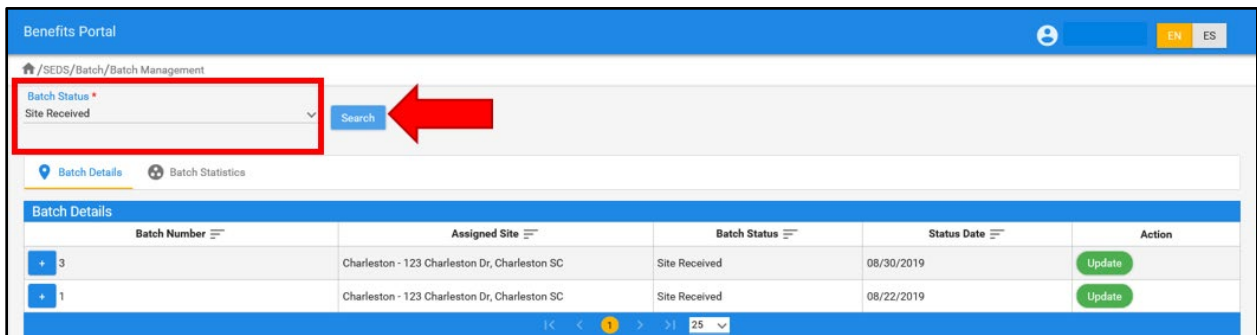 Benefits Portal EN ES
/SEDS/Batch/Batch Management
Batch Status *
Site Received Search
Batch Details Batch Statistics
Batch Details
Batch Number Assigned Site Batch Status Status Date Action
+ 3 Charleston - 123 Charleston Dr, Charleston SC Site Received 08/30/2019 Update
+ 1 Charleston - 123 Charleston Dr, Charleston SC Site Received 08/22/2019 Update
|< < 1 > >| 25